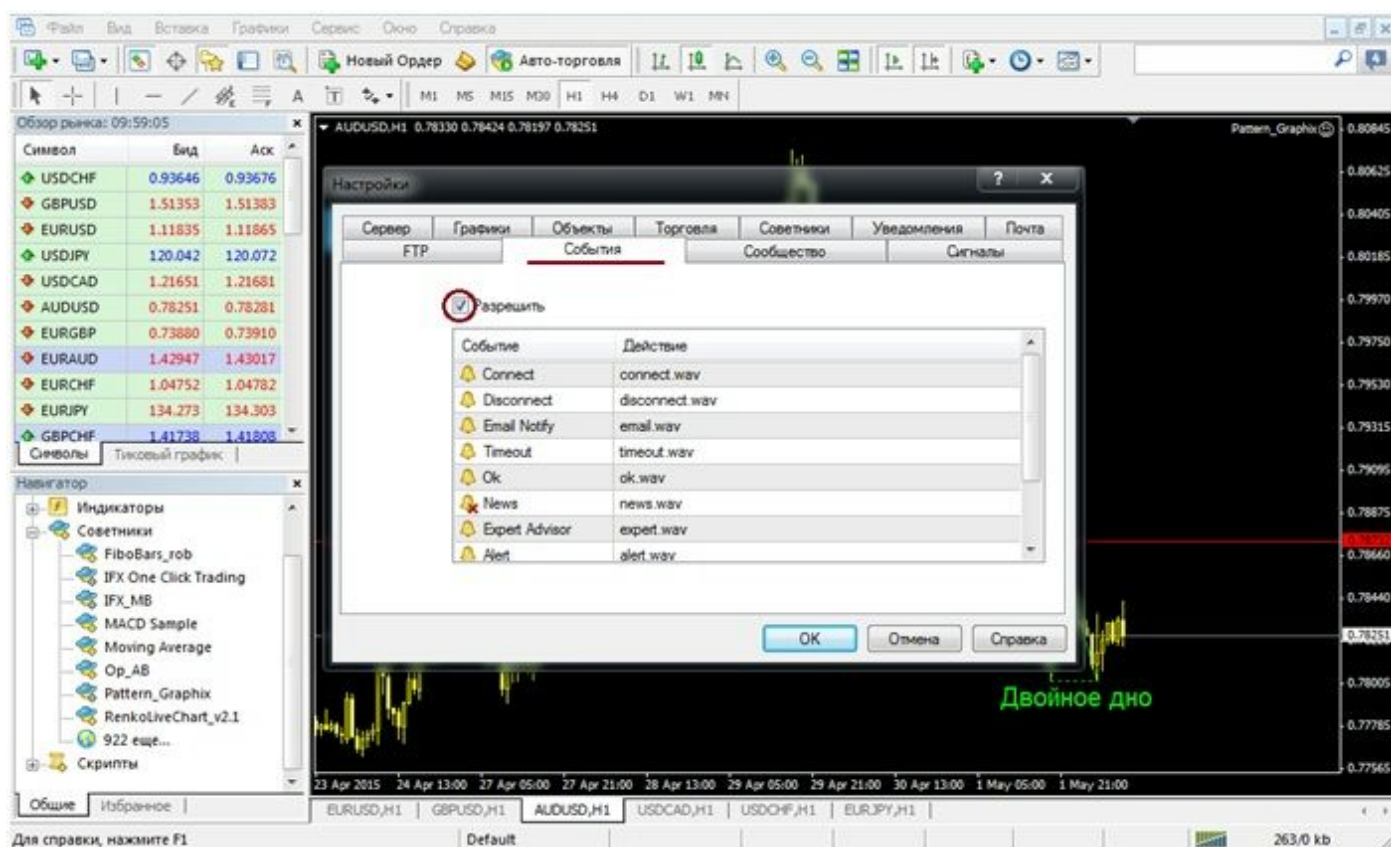 Файл Вид Вставка Графики Сервис Окно Справка
Новый Ордер Авто-торговля
A T M1 M5 M15 M30 H1 H4 D1 W1 MN
Обзор рынка: 09:59:05
Символ Бид Аск
USDCHF 0.93646 0.93676
GBPUSD 1.51353 1.51383
EURUSD 1.11835 1.11865
USDJPY 120.042 120.072
USDCAD 1.21651 1.21681
AUDUSD 0.78251 0.78281
EURGBP 0.73880 0.73910
EURAUD 1.42947 1.43017
EURCHF 1.04752 1.04782
EURJPY 134.273 134.303
GBPCHF 1.41738 1.41808
Символы Тиковый график
Навигатор
Индикаторы
Советники
FiboBars_rob
IFX One Click Trading
IFX_MB
MACD Sample
Moving Average
Op_AB
Pattern_Graphix
RenkoLiveChart_v2.1
922 еще...
Скрипты
Общие Избранное
AUDUSD,H1 0.78330 0.78424 0.78197 0.78251
Pattern_Graphix
Настройки
Сервер Графики Объекты Торговля Советники Уведомления Почта
FTP События Сообщество Сигналы
Разрешить
Событие Действие
Connect connect.wav
Disconnect disconnect.wav
Email Notify email.wav
Timeout timeout.wav
Ok ok.wav
News news.wav
Expert Advisor expert.wav
Alert alert.wav
OK Отмена Справка
Двойное дно
0.80845
0.80625
0.80405
0.80185
0.79970
0.79750
0.79530
0.79315
0.79095
0.78875
0.78660
0.78440
0.78251
0.78005
0.77785
0.77565
23 Apr 2015 24 Apr 13:00 27 Apr 05:00 27 Apr 21:00 28 Apr 13:00 29 Apr 05:00 29 Apr 21:00 30 Apr 13:00 1 May 05:00 1 May 21:00
EURUSD,H1 GBPUSD,H1 AUDUSD,H1 USDCAD,H1 USDCHF,H1 EURJPY,H1
Для справки, нажмите F1 Default 263/0 kb